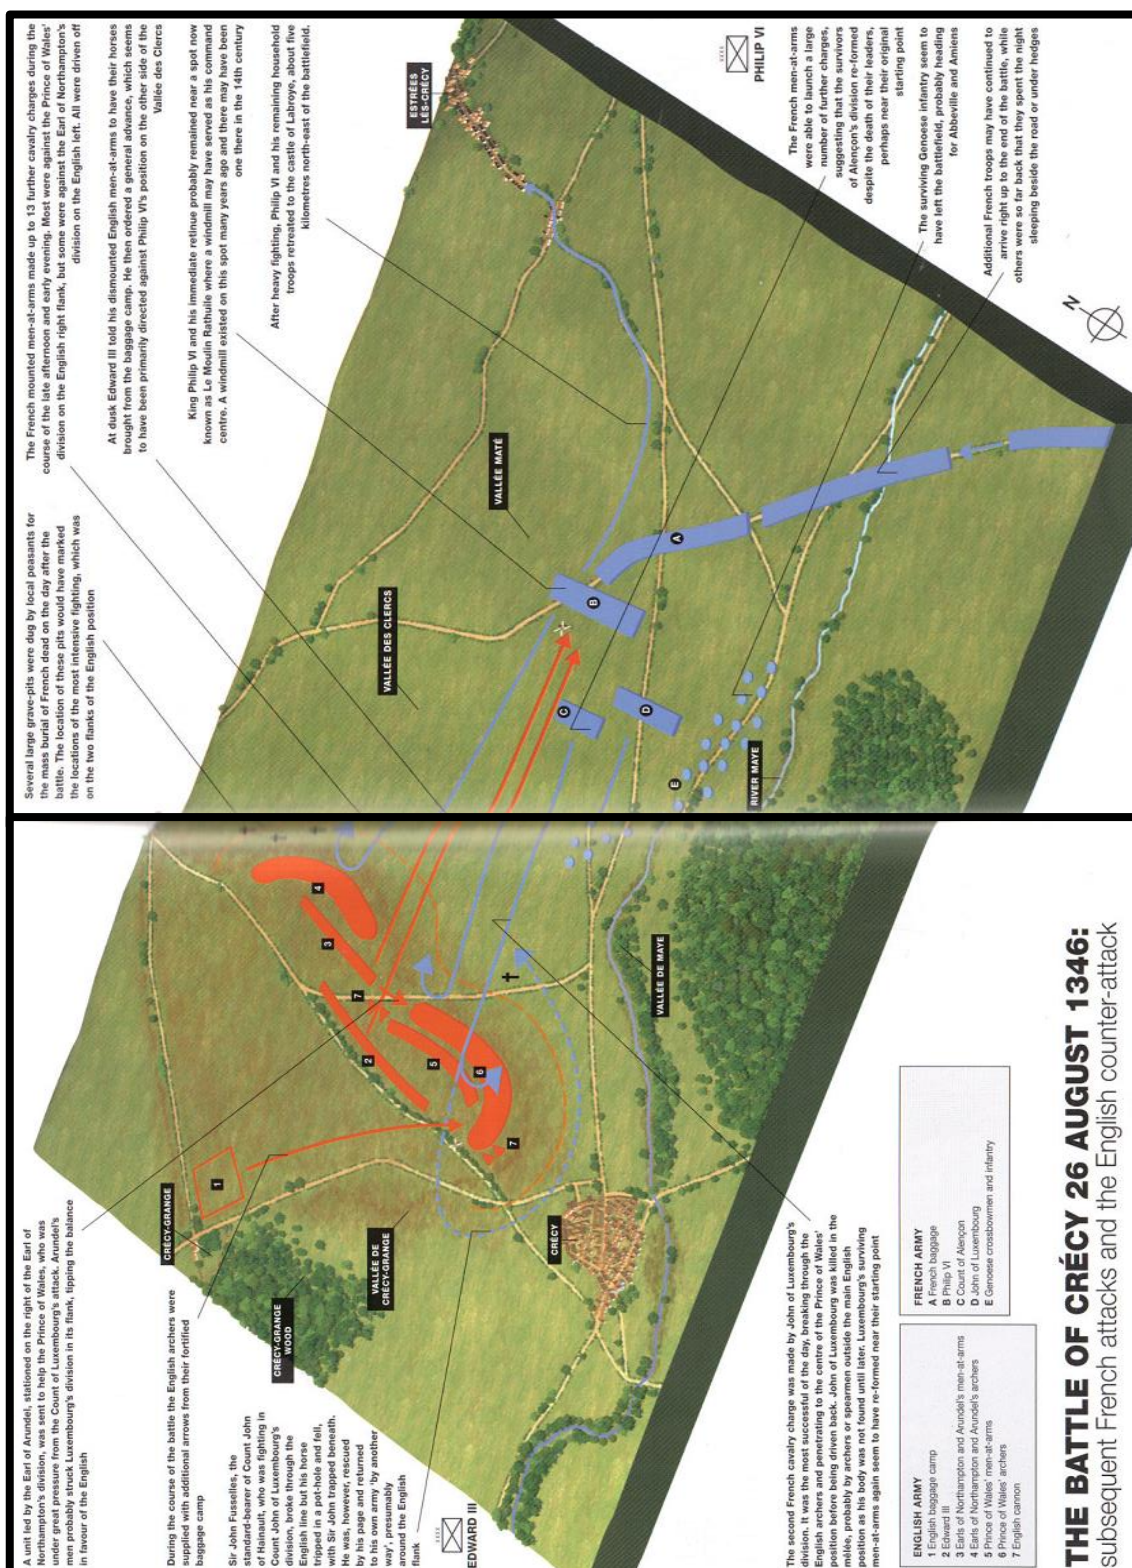 THE BATTLE OF CRÉCY 26 AUGUST 1346:
Subsequent French attacks and the English counter-attack
A unit led by the Earl of Arundel, stationed on the right of the Earl of
Northampton's division, was sent to help the Prince of Wales, who was
under great pressure from the Count of Luxembourg's attack. Arundel's
men probably struck Luxembourg's division in its flank, tipping the balance
in favour of the English
During the course of the battle the English archers were
supplied with additional arrows from their fortified
baggage camp
Sir John Fusselles, the
standard-bearer of Count John
of Hainault, who was fighting in
Count John of Luxembourg's
division, broke through the
English line but his horse
tripped in a pot-hole and fell,
with Sir John trapped beneath.
He was, however, rescued
by his page and returned
to his own army 'by another
way', presumably
around the English
flank
xxxx
EDWARD III
The second French cavalry charge was made by John of Luxembourg's
division. It was the most successful of the day, breaking through the
English archers and penetrating to the centre of the Prince of Wales'
position before being driven back. John of Luxembourg was killed in the
mêlée, probably by archers or spearmen outside the main English
position as his body was not found until later. Luxembourg's surviving
men-at-arms again seem to have re-formed near their starting point
ENGLISH ARMY
1 English baggage camp
2 Edward III
3 Earls of Northampton and Arundel's men-at-arms
4 Earls of Northampton and Arundel's archers
5 Prince of Wales' men-at-arms
6 Prince of Wales' archers
7 English cannon
FRENCH ARMY
A French baggage
B Philip VI
C Count of Alençon
D John of Luxembourg
E Genoese crossbowmen and infantry
CRÉCY-GRANGE
CRÉCY-GRANGE
WOOD
VALLÉE DE
CRÉCY-GRANGE
CRÉCY
VALLÉE DE MAYE
1
2
3
4
5
6
7
7
Several large grave-pits were dug by local peasants for
the mass burial of French dead on the day after the
battle. The location of these pits would have marked
the locations of the most intensive fighting, which was
on the two flanks of the English position
The French mounted men-at-arms made up to 13 further cavalry charges during the
course of the late afternoon and early evening. Most were against the Prince of Wales'
division on the English right flank, but some were against the Earl of Northampton's
division on the English left. All were driven off
At dusk Edward III told his dismounted English men-at-arms to have their horses
brought from the baggage camp. He then ordered a general advance, which seems
to have been primarily directed against Philip VI's position on the other side of the
Vallée des Clercs
King Philip VI and his immediate retinue probably remained near a spot now
known as Le Moulin Rathuile where a windmill may have served as his command
centre. A windmill existed on this spot many years ago and there may have been
one there in the 14th century
After heavy fighting, Philip VI and his remaining household
troops retreated to the castle of Labroye, about five
kilometres north-east of the battlefield.
VALLÉE DES CLERCS
VALLÉE MATÉ
ESTRÉES
LÈS-CRÉCY
RIVER MAYE
A
B
C
D
E
xxxx
PHILIP VI
The French men-at-arms
were able to launch a large
number of further charges,
suggesting that the survivors
of Alençon's division re-formed
despite the death of their leaders,
perhaps near their original
starting point
The surviving Genoese infantry seem to
have left the battlefield, probably heading
for Abbeville and Amiens
Additional French troops may have continued to
arrive right up to the end of the battle, while
others were so far back that they spent the night
sleeping beside the road or under hedges
N